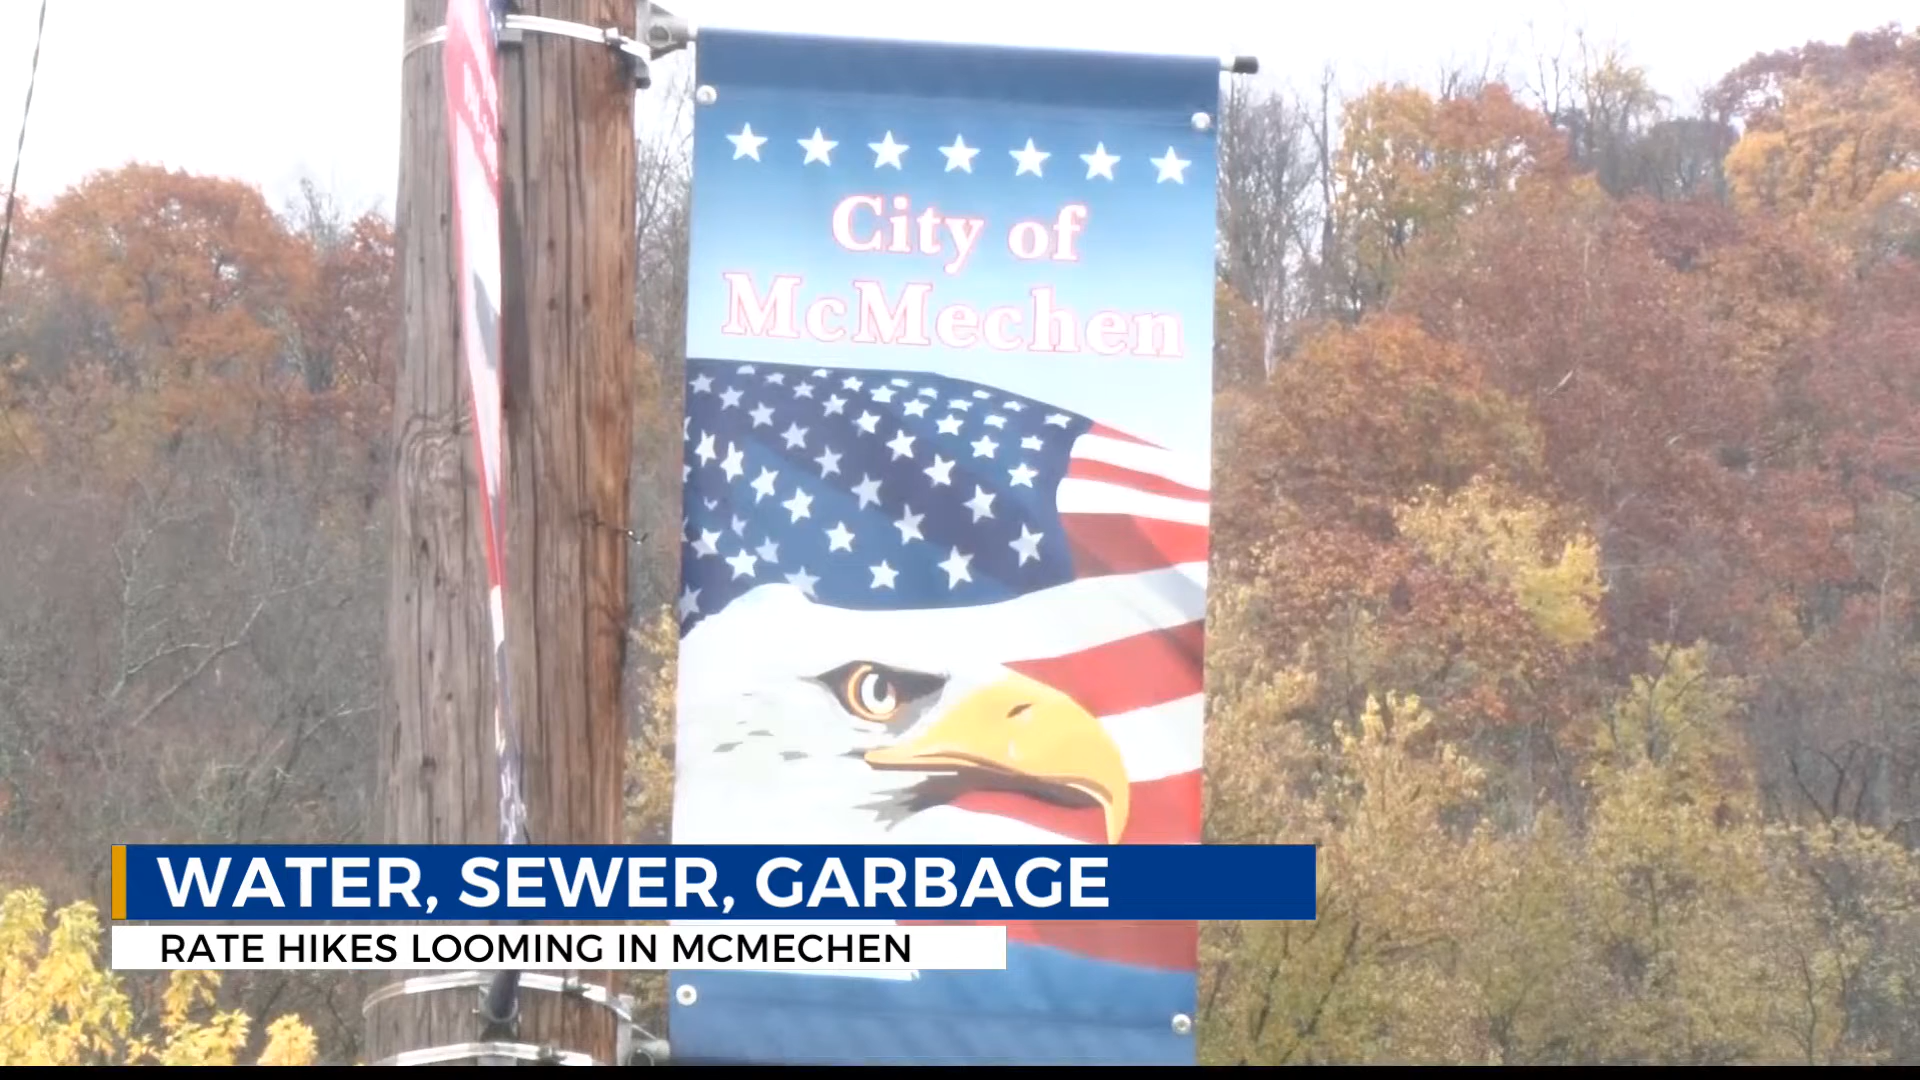 City of
McMechen
WATER, SEWER, GARBAGE
RATE HIKES LOOMING IN MCMECHEN